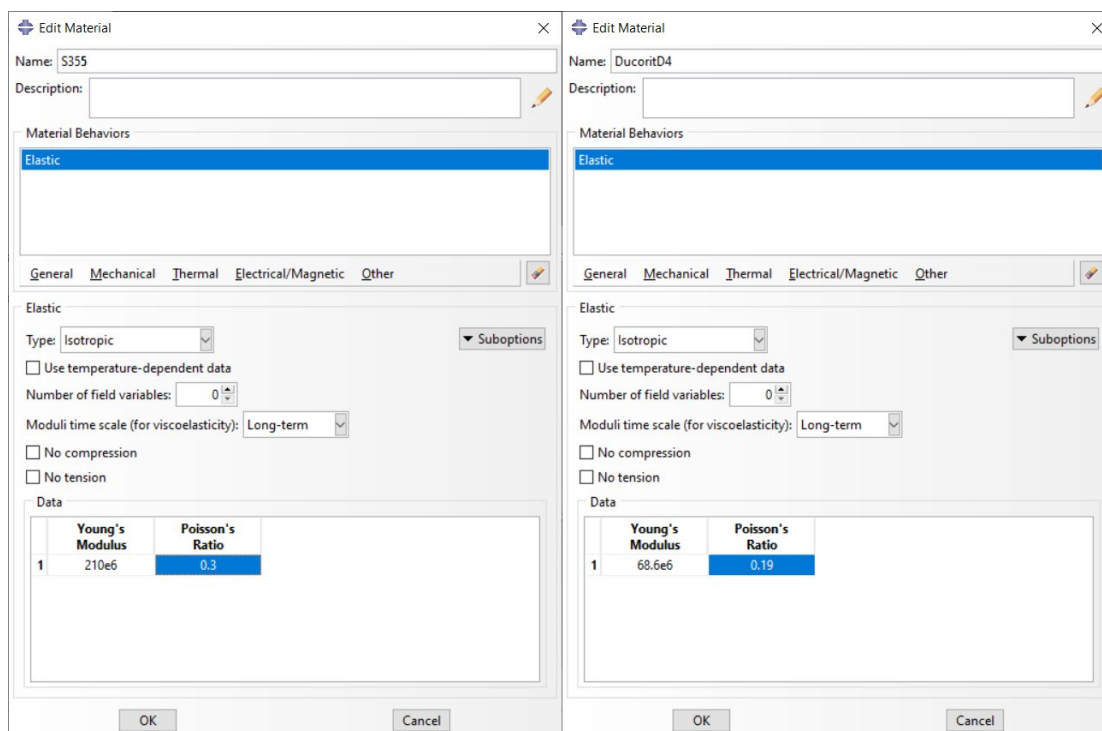 Edit Material
Name: S355
Description:
Material Behaviors
Elastic
General Mechanical Thermal Electrical/Magnetic Other
Elastic
Type: Isotropic
Suboptions
Use temperature-dependent data
Number of field variables: 0
Moduli time scale (for viscoelasticity): Long-term
No compression
No tension
Data
Young's Modulus Poisson's Ratio
1 210e6 0.3
OK Cancel
Edit Material
Name: DucoritD4
Description:
Material Behaviors
Elastic
General Mechanical Thermal Electrical/Magnetic Other
Elastic
Type: Isotropic
Suboptions
Use temperature-dependent data
Number of field variables: 0
Moduli time scale (for viscoelasticity): Long-term
No compression
No tension
Data
Young's Modulus Poisson's Ratio
1 68.6e6 0.19
OK Cancel